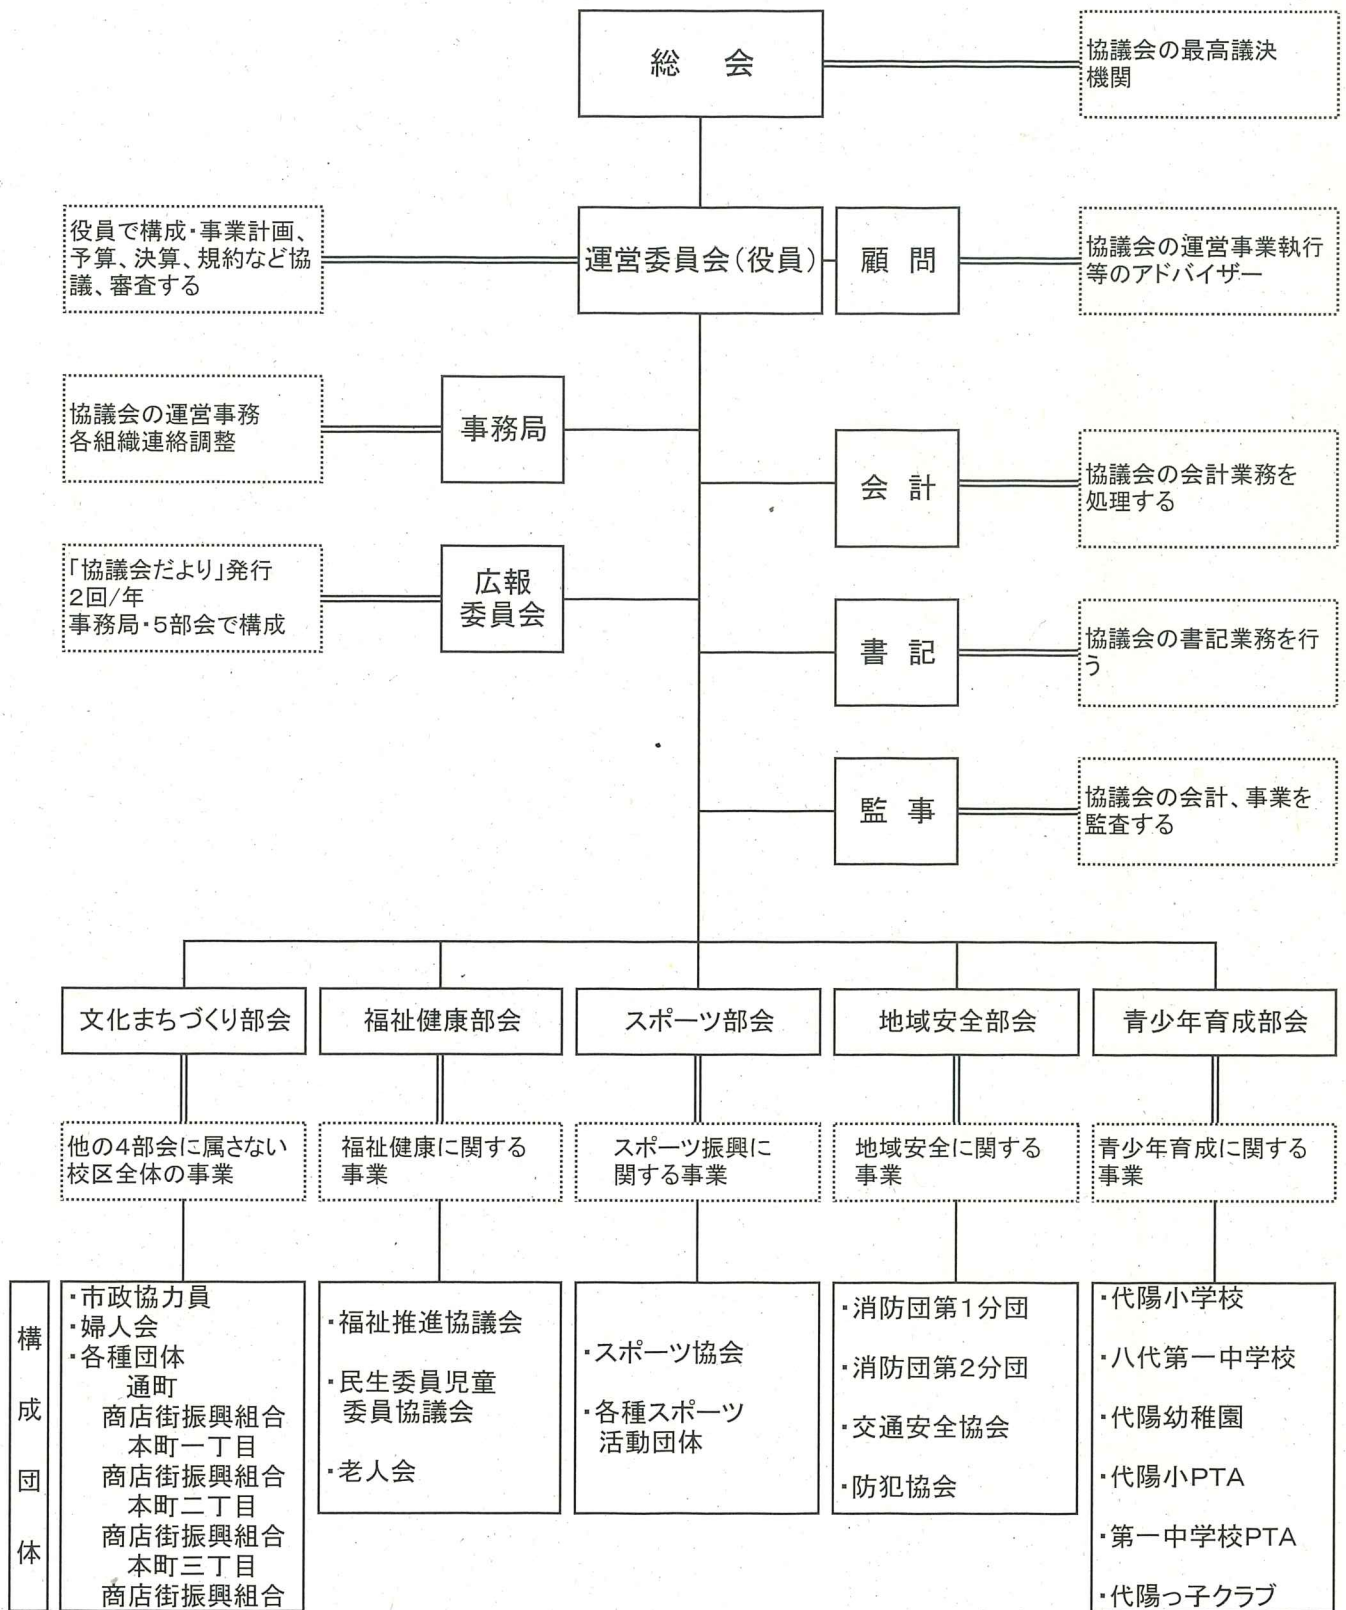 総　会
協議会の最高議決
機関
役員で構成・事業計画、
予算、決算、規約など協
議、審査する
運営委員会(役員)
顧　問
協議会の運営事業執行
等のアドバイザー
協議会の運営事務
各組織連絡調整
事務局
会　計
協議会の会計業務を
処理する
「協議会だより」発行
2回/年
事務局・5部会で構成
広報
委員会
書　記
協議会の書記業務を行
う
監　事
協議会の会計、事業を
監査する
文化まちづくり部会
福祉健康部会
スポーツ部会
地域安全部会
青少年育成部会
他の4部会に属さない
校区全体の事業
福祉健康に関する
事業
スポーツ振興に
関する事業
地域安全に関する
事業
青少年育成に関する
事業
構成団体
・市政協力員
・婦人会
・各種団体
通町
商店街振興組合
本町一丁目
商店街振興組合
本町二丁目
商店街振興組合
本町三丁目
商店街振興組合
・福祉推進協議会
・民生委員児童
委員協議会
・老人会
・スポーツ協会
・各種スポーツ
活動団体
・消防団第1分団
・消防団第2分団
・交通安全協会
・防犯協会
・代陽小学校
・八代第一中学校
・代陽幼稚園
・代陽小PTA
・第一中学校PTA
・代陽っ子クラブ